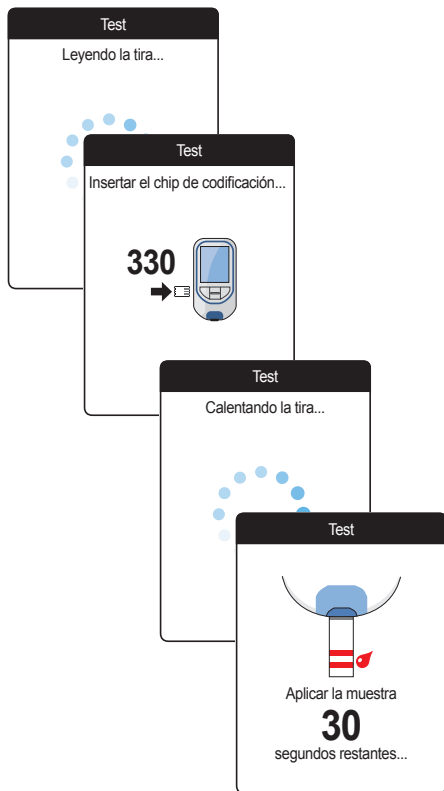 Test
Leyendo la tira...
Test
Insertar el chip de codificación...
330
Test
Calentando la tira...
Test
Aplicar la muestra
30
segundos restantes...